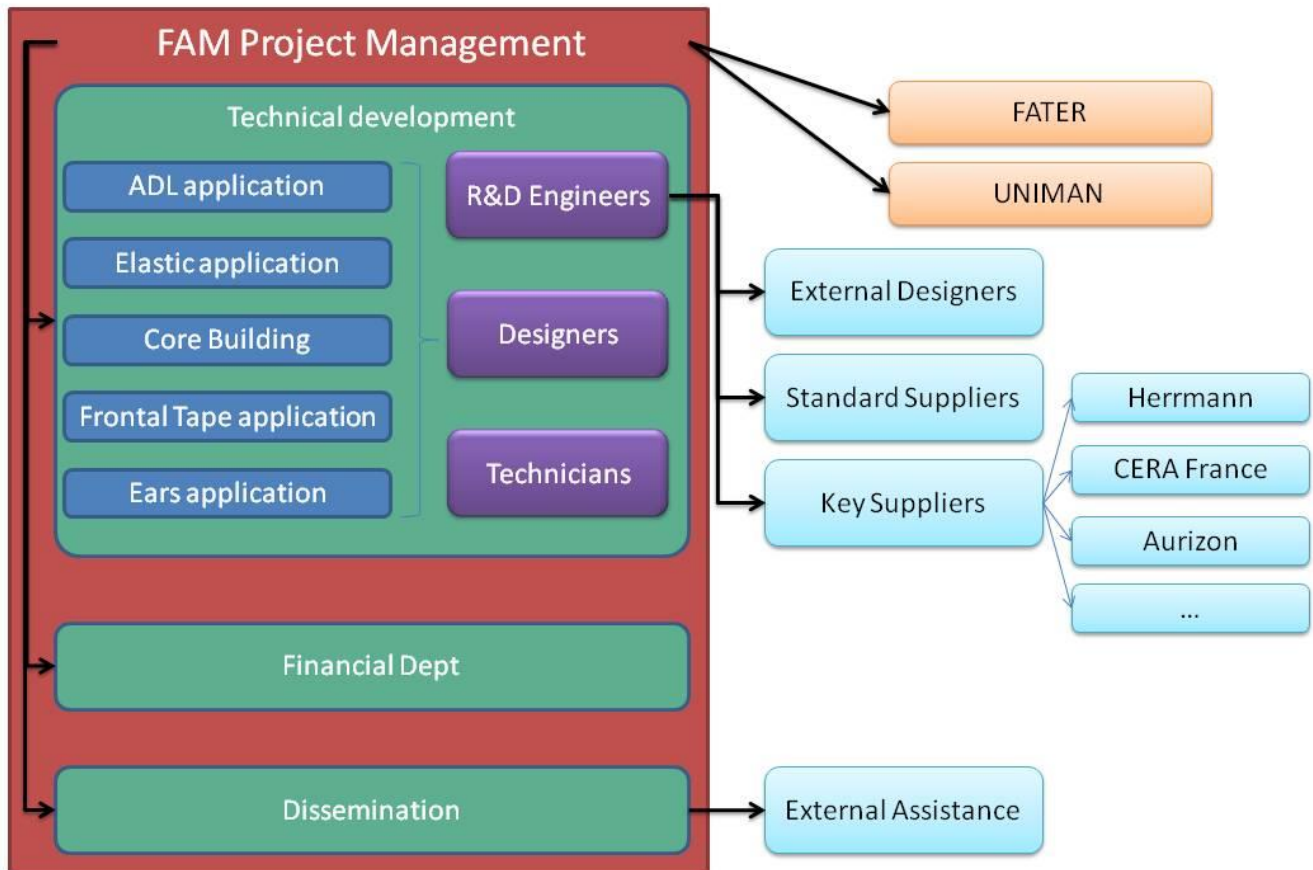 FAM Project Management
Technical development
ADL application
Elastic application
Core Building
Frontal Tape application
Ears application
R&D Engineers
Designers
Technicians
Financial Dept
Dissemination
FATER
UNIMAN
External Designers
Standard Suppliers
Key Suppliers
Herrmann
CERA France
Aurizon
...
External Assistance